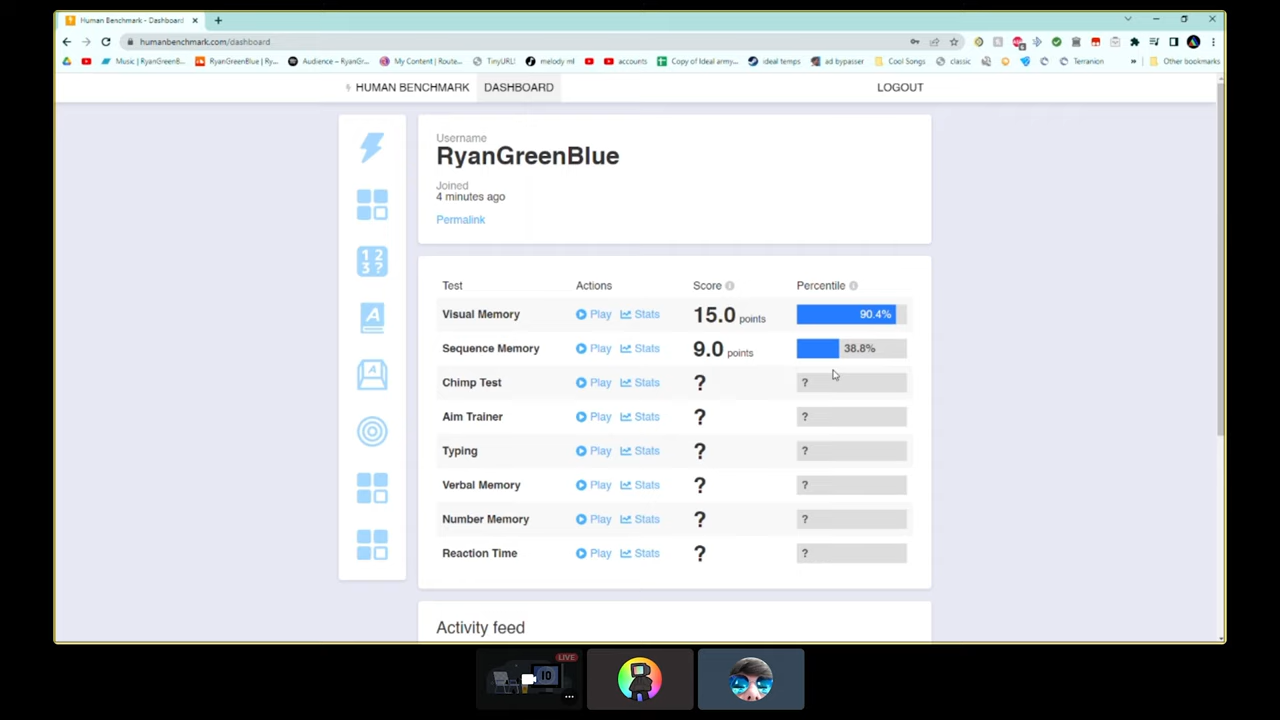 Human Benchmark - Dashboard
humanbenchmark.com/dashboard
Music | RyanGreenB... RyanGreenBlue | Ry... Audience – RyanGr... My Content | Route... TinyURL! melody ml accounts Copy of Ideal army... ideal temps ad bypasser Cool Songs classic Terranion » Other bookmarks
HUMAN BENCHMARK DASHBOARD LOGOUT
Username
RyanGreenBlue
Joined
4 minutes ago
Permalink
Test Actions Score Percentile
Visual Memory Play Stats 15.0 points 90.4%
Sequence Memory Play Stats 9.0 points 38.8%
Chimp Test Play Stats ? ?
Aim Trainer Play Stats ? ?
Typing Play Stats ? ?
Verbal Memory Play Stats ? ?
Number Memory Play Stats ? ?
Reaction Time Play Stats ? ?
Activity feed
1 2
3 ?
A
A
LIVE
10